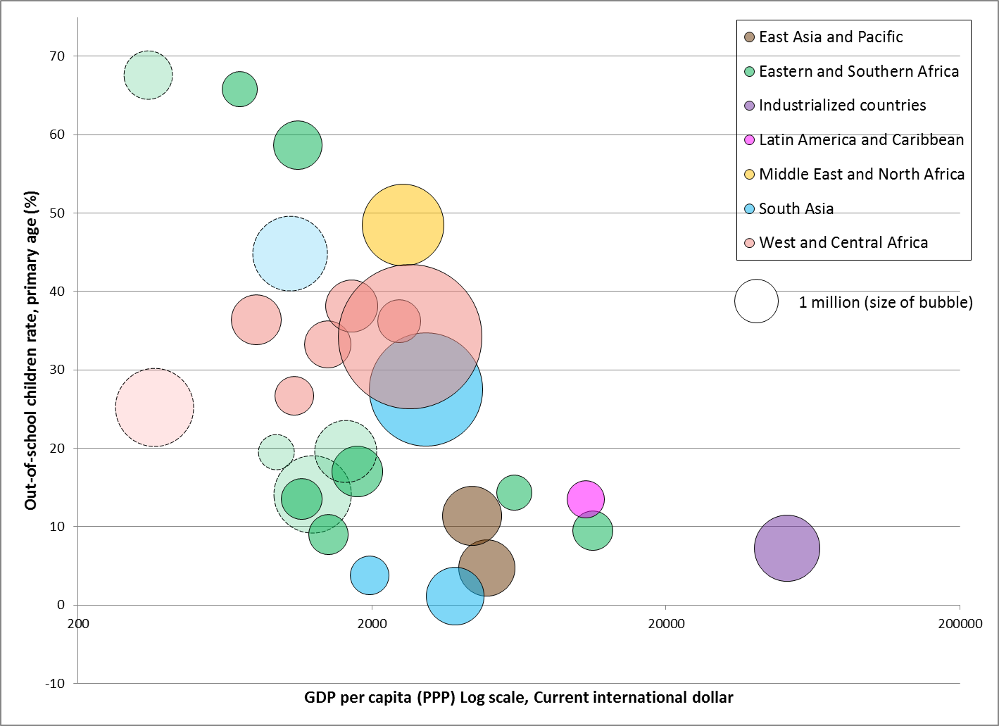 East Asia and Pacific
Eastern and Southern Africa
Industrialized countries
Latin America and Caribbean
Middle East and North Africa
South Asia
West and Central Africa
1 million (size of bubble)
Out-of-school children rate, primary age (%)
70
60
50
40
30
20
10
0
-10
200
2000
20000
200000
GDP per capita (PPP) Log scale, Current international dollar